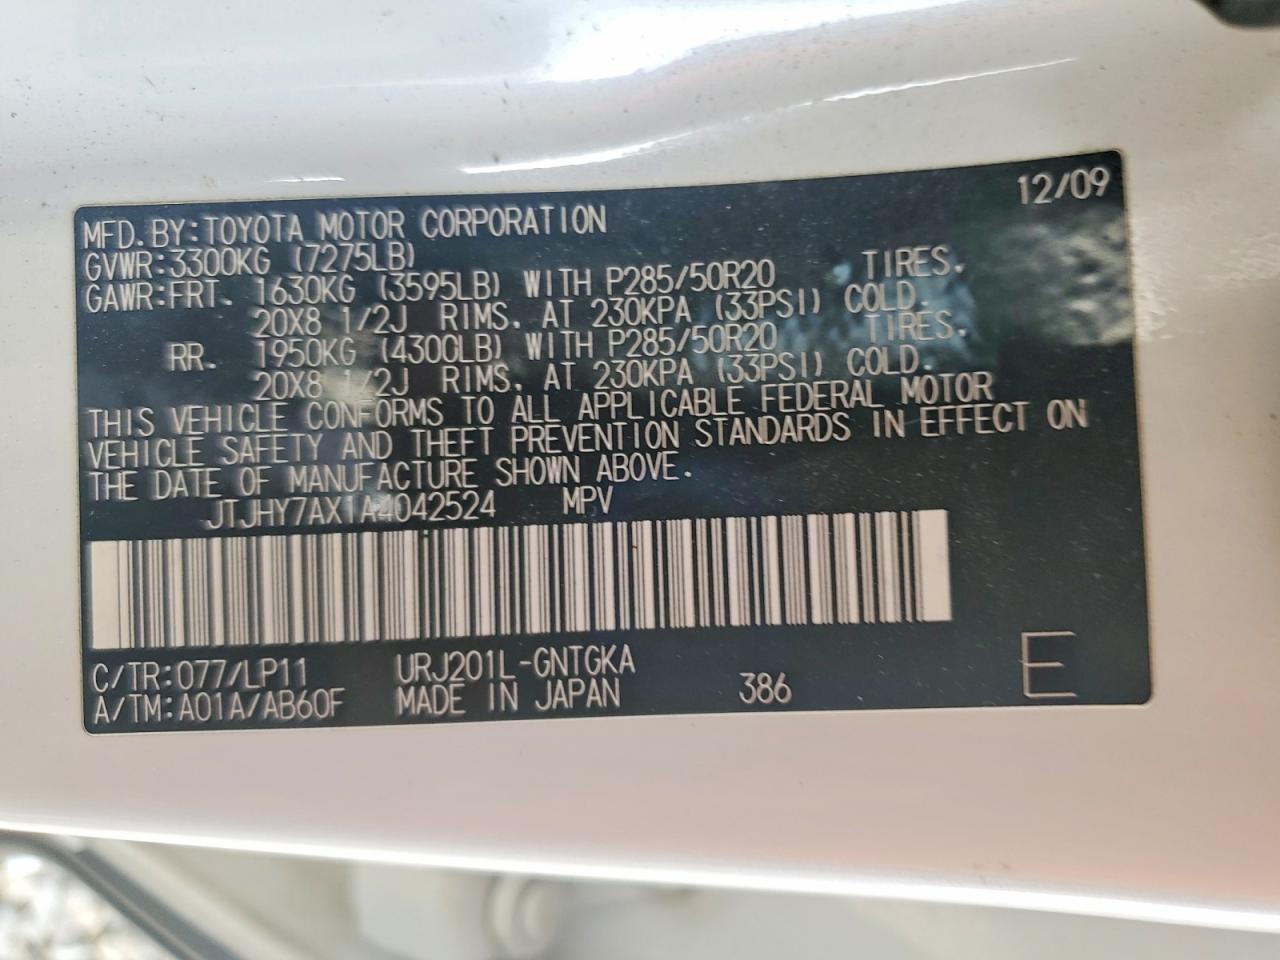 12/09
MFD. BY: TOYOTA MOTOR CORPORATION
GVWR: 3300KG (7275LB)
GAWR: FRT. 1630KG (3595LB) WITH P285/50R20 TIRES.
20X8 1/2J RIMS. AT 230KPA (33PSI) COLD.
RR. 1950KG (4300LB) WITH P285/50R20 TIRES.
20X8 1/2J RIMS. AT 230KPA (33PSI) COLD.
THIS VEHICLE CONFORMS TO ALL APPLICABLE FEDERAL MOTOR
VEHICLE SAFETY AND THEFT PREVENTION STANDARDS IN EFFECT ON
THE DATE OF MANUFACTURE SHOWN ABOVE.
JTJHY7AX1A4042524 MPV
C/TR: 077/LP11 URJ201L-GNTGKA
A/TM: A01A/AB60F MADE IN JAPAN 386 E